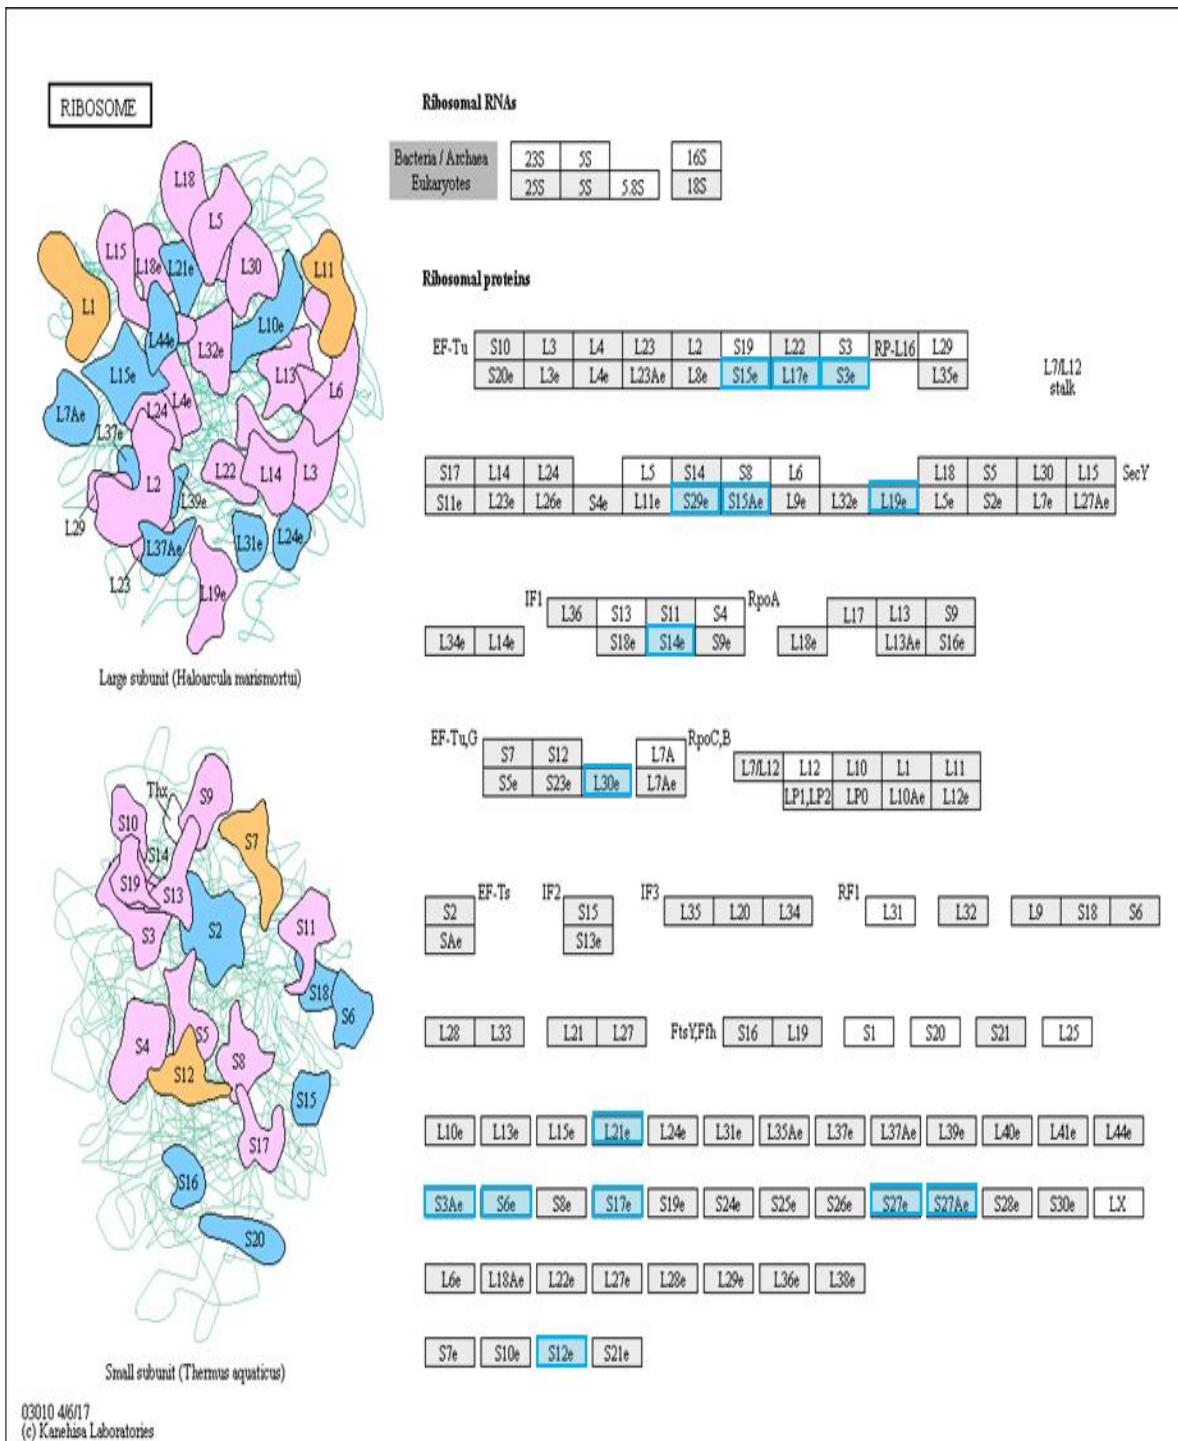 RIBOSOME
Ribosomal RNAs
Bacteria / Archaea 23S 5S 16S
Eukaryotes 25S 5S 5.8S 18S
L18
L5
L15
L18e
L21e
L30
L11
L1
L44e
L10e
L32e
L15e
L13
L6
L7Ae
L24
L4e
L37e
L22
L14
L3
L2
L39e
L29
L37Ae
L31e
L24e
L23
L19e
Large subunit (Haloarcula marismortui)
Ribosomal proteins
EF-Tu S10 L3 L4 L23 L2 S19 L22 S3 RP-L16 L29
S20e L3e L4e L23Ae L8e S15e L17e S3e L35e
L7/L12
stalk
S17 L14 L24 L5 S14 S8 L6 L18 S5 L30 L15 SecY
S11e L23e L26e S4e L11e S29e S15Ae L9e L32e L19e L5e S2e L7e L27Ae
IF1 L36 S13 S11 S4 RpoA L17 L13 S9
L34e L14e S18e S14e S9e L18e L13Ae S16e
EF-Tu,G S7 S12 L7A RpoC,B L7/L12 L12 L10 L1 L11
S5e S23e L30e L7Ae LP1,LP2 LP0 L10Ae L12e
Thx
S9
S10
S14
S7
S19
S13
S11
S3
S2
S18
S6
S4
S5
S8
S12
S15
S17
S16
S20
Small subunit (Thermus aquaticus)
S2 EF-Ts IF2 S15 IF3 L35 L20 L34 RF1 L31 L32 L9 S18 S6
SAe S13e
L28 L33 L21 L27 FtsY,Ffh S16 L19 S1 S20 S21 L25
L10e L13e L15e L21e L24e L31e L35Ae L37e L37Ae L39e L40e L41e L44e
S3Ae S6e S8e S17e S19e S24e S25e S26e S27e S27Ae S28e S30e LX
L6e L18Ae L22e L27e L28e L29e L36e L38e
S7e S10e S12e S21e
03010 4/6/17
(c) Kanehisa Laboratories